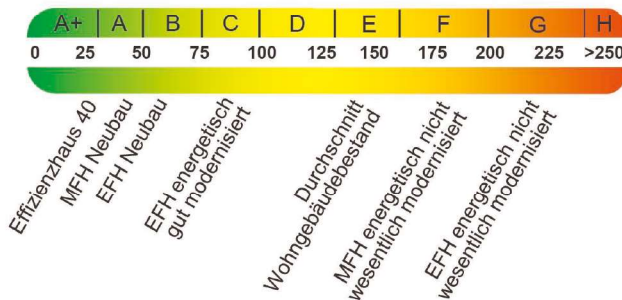 A+ A B C D E F G H
0 25 50 75 100 125 150 175 200 225 >250
Effizienzhaus 40
MFH Neubau
EFH Neubau
EFH energetisch
gut modernisiert
Durchschnitt
Wohngebäudebestand
MFH energetisch nicht
wesentlich modernisiert
EFH energetisch nicht
wesentlich modernisiert